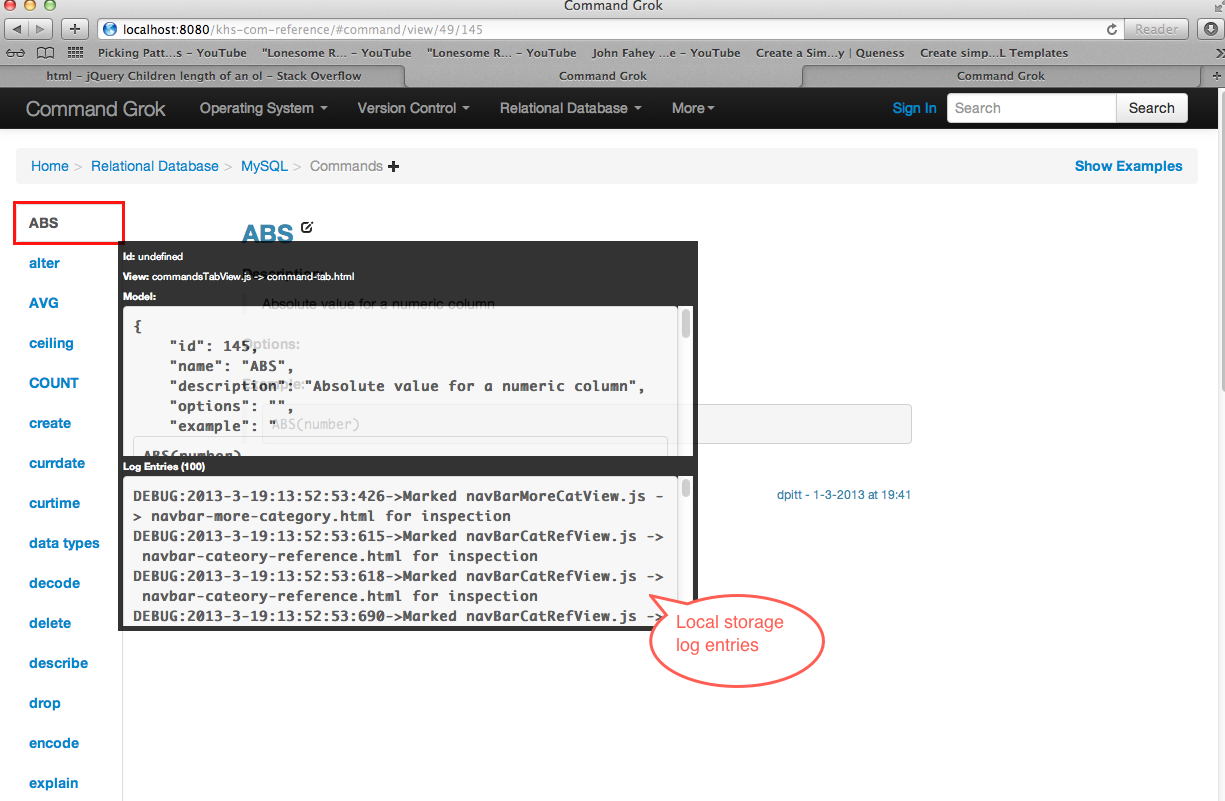 Command Grok
localhost:8080/khs-com-reference/#command/view/49/145
Reader
Picking Patt...s – YouTube "Lonesome R... – YouTube "Lonesome R... – YouTube John Fahey ...e – YouTube Create a Sim...y | Queness Create simp...L Templates
html – jQuery Children length of an ol – Stack Overflow Command Grok Command Grok
Command Grok Operating System Version Control Relational Database More Sign In Search Search
Home > Relational Database > MySQL > Commands Show Examples
ABS
alter
AVG
ceiling
COUNT
create
currdate
curtime
data types
decode
delete
describe
drop
encode
explain
ABS
Id: undefined
Description:
View: commandsTabView.js -> command-tab.html
Model:
Absolute value for a numeric column
{
"id": 145,
Options:
"name": "ABS",
"description": "Absolute value for a numeric column",
Example:
"options": "",
"example": "
ABS(number)
ABS(number)
Log Entries (100)
DEBUG:2013-3-19:13:52:53:426->Marked navBarMoreCatView.js -
> navbar-more-category.html for inspection
DEBUG:2013-3-19:13:52:53:615->Marked navBarCatRefView.js ->
navbar-cateory-reference.html for inspection
DEBUG:2013-3-19:13:52:53:618->Marked navBarCatRefView.js ->
navbar-cateory-reference.html for inspection
DEBUG:2013-3-19:13:52:53:690->Marked navBarCatRefView.js ->
dpitt - 1-3-2013 at 19:41
Local storage
log entries